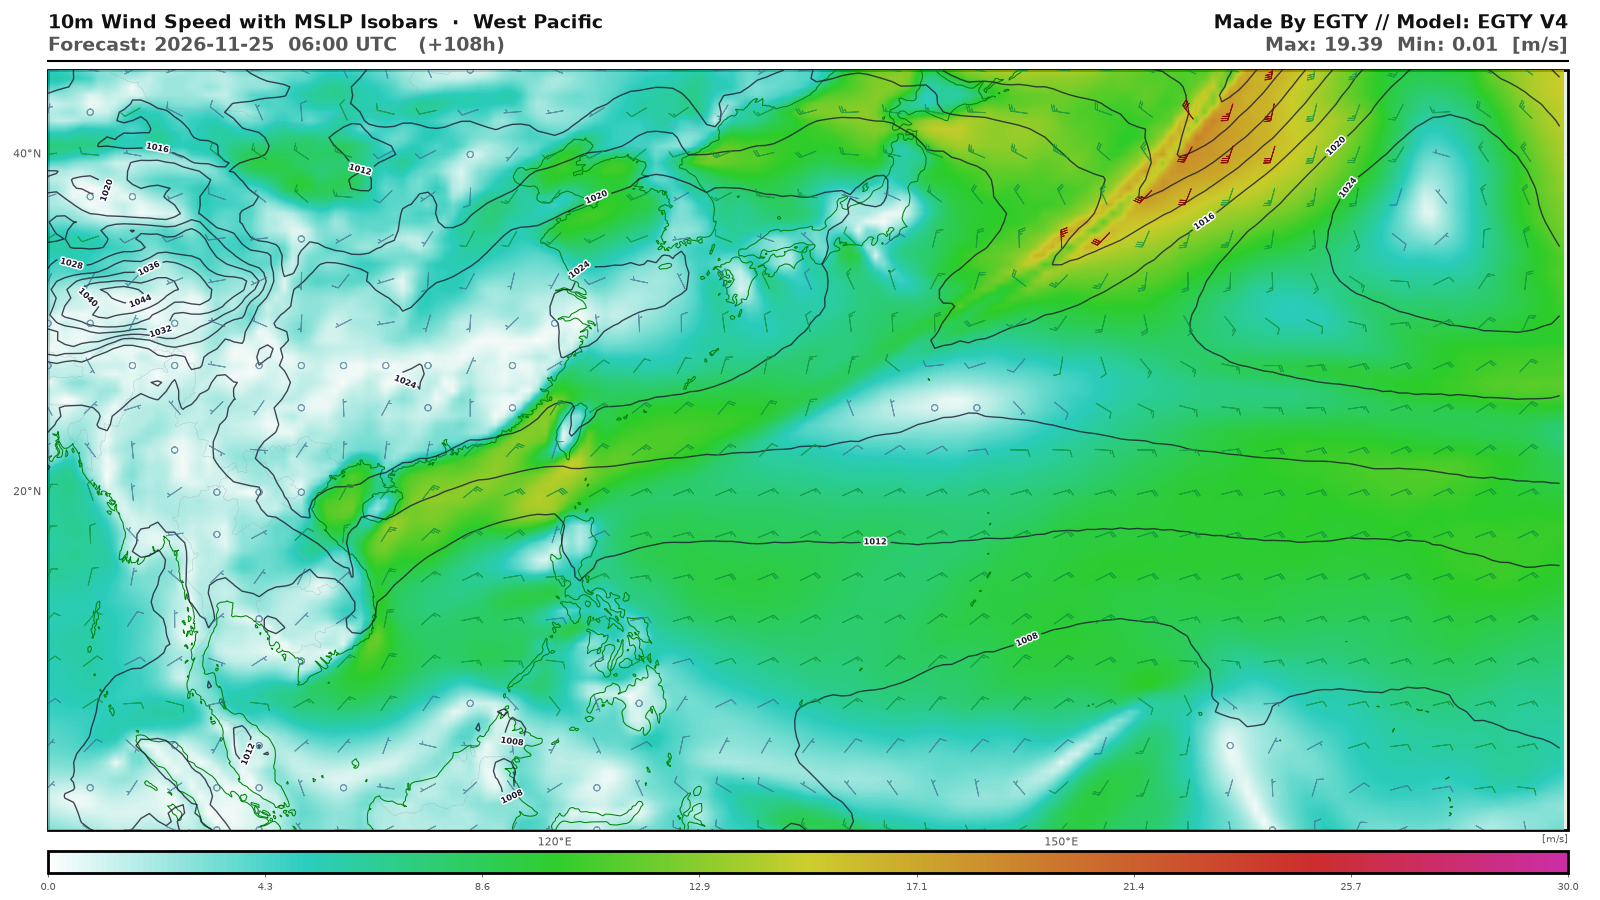 10m Wind Speed with MSLP Isobars · West Pacific
Made By EGTY // Model: EGTY V4
Forecast: 2026-11-25 06:00 UTC (+108h)
Max: 19.39 Min: 0.01 [m/s]
1016
1012
1020
1020
1020
1024
1016
1028
1036
1024
1040
1044
1032
1024
1012
1008
1012
1008
1008
40°N
20°N
120°E
150°E
[m/s]
0.0 4.3 8.6 12.9 17.1 21.4 25.7 30.0